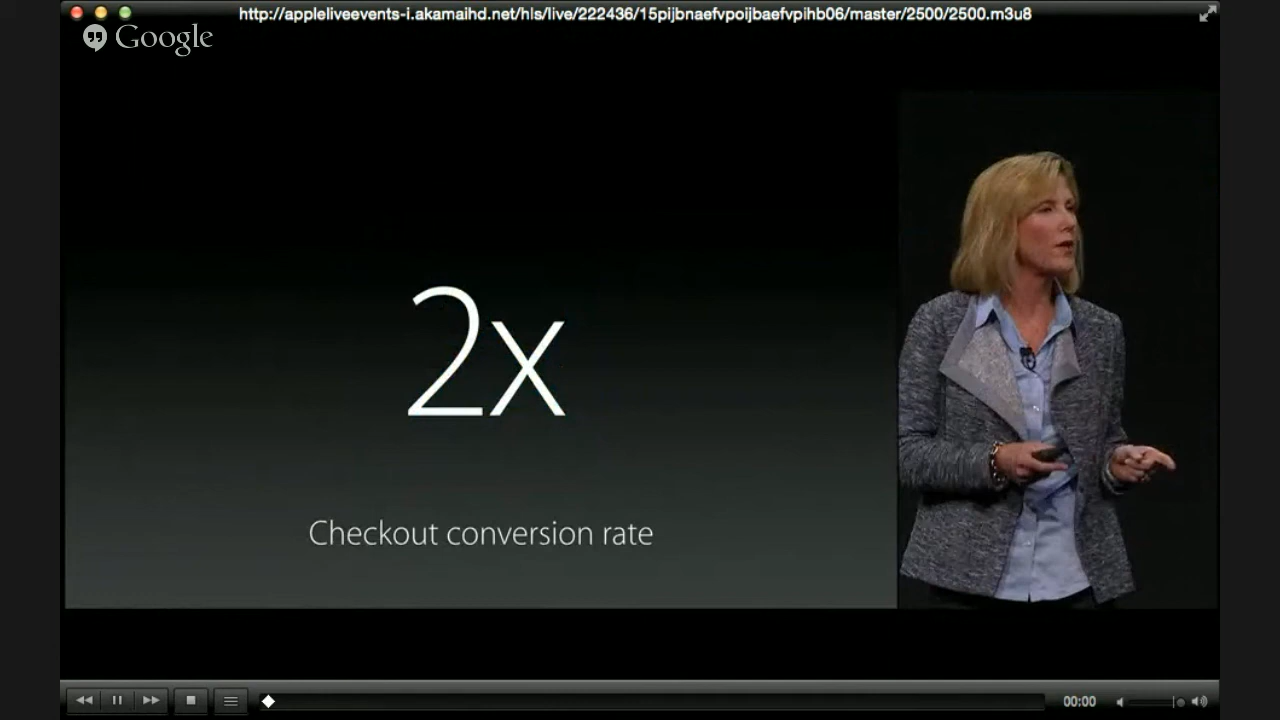 http://appleliveevents-i.akamaihd.net/hls/live/222436/15pijbnaefvpoijbaefvpihb06/master/2500/2500.m3u8
Google
2x
Checkout conversion rate
00:00